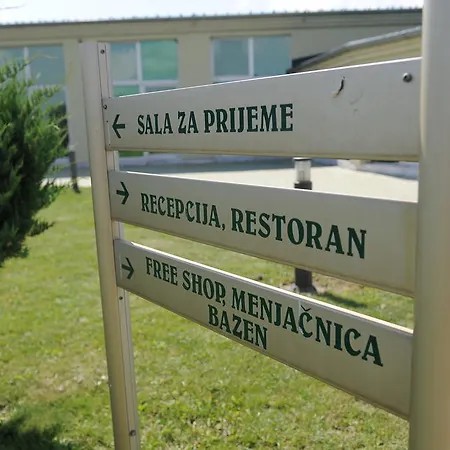 ← SALA ZA PRIJEME
→ RECEPCIJA, RESTORAN
→ FREE SHOP, MENJAČNICA
BAZEN